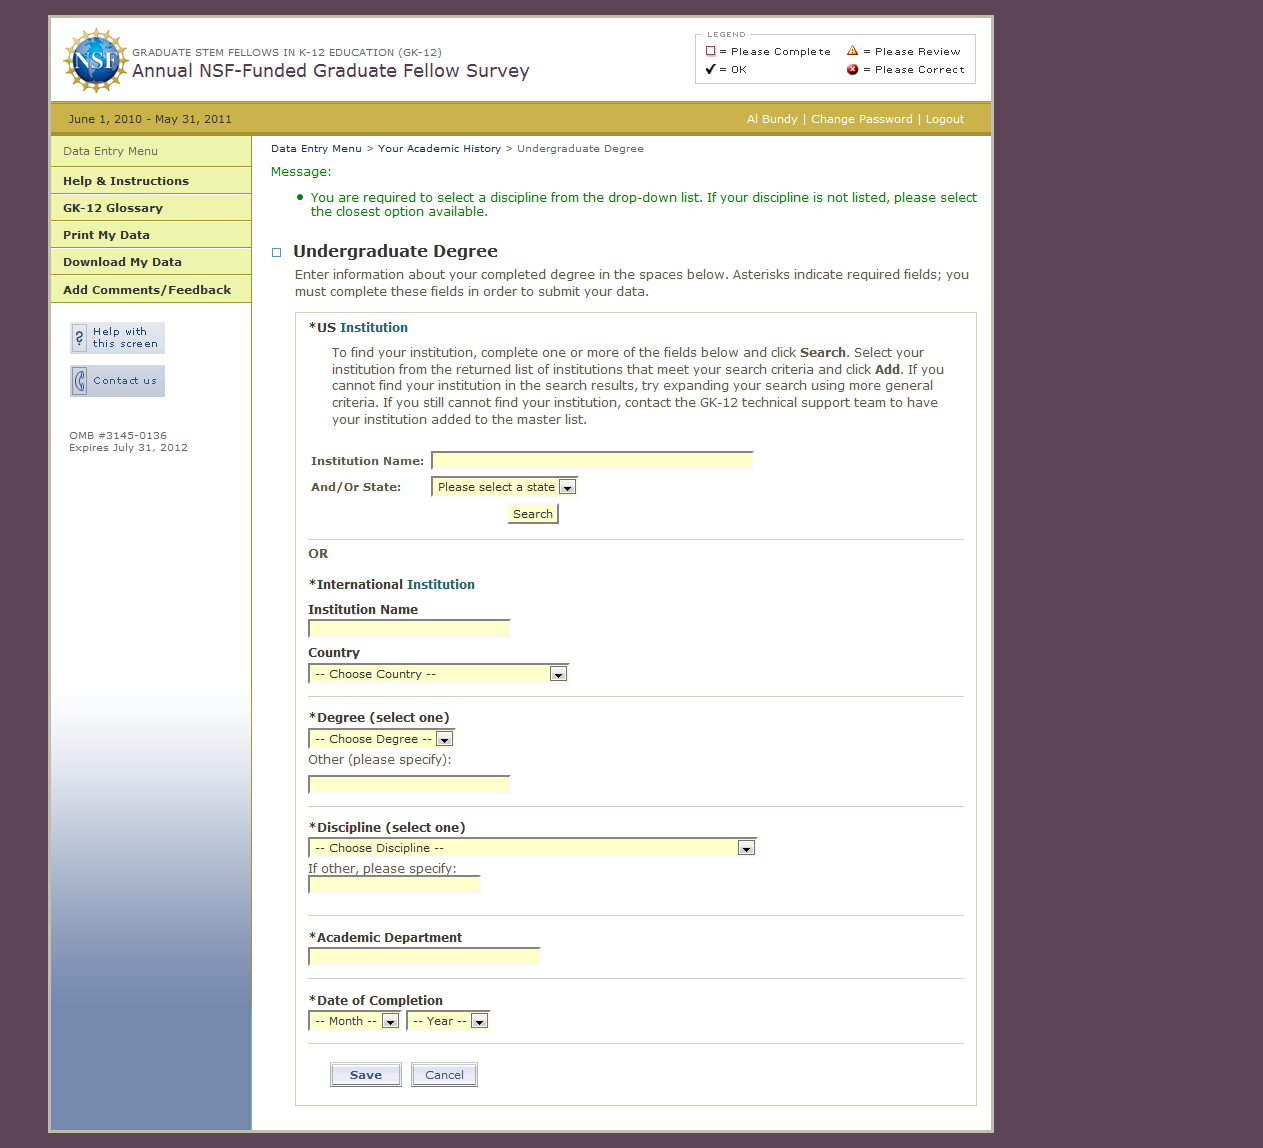 NSF
GRADUATE STEM FELLOWS IN K-12 EDUCATION (GK-12)
Annual NSF-Funded Graduate Fellow Survey
LEGEND
= Please Complete
= Please Review
= OK
= Please Correct
June 1, 2010 - May 31, 2011
Al Bundy | Change Password | Logout
Data Entry Menu
Help & Instructions
GK-12 Glossary
Print My Data
Download My Data
Add Comments/Feedback
? Help with
this screen
Contact us
OMB #3145-0136
Expires July 31, 2012
Data Entry Menu > Your Academic History > Undergraduate Degree
Message:
• You are required to select a discipline from the drop-down list. If your discipline is not listed, please select
the closest option available.
Undergraduate Degree
Enter information about your completed degree in the spaces below. Asterisks indicate required fields; you
must complete these fields in order to submit your data.
*US Institution
To find your institution, complete one or more of the fields below and click Search. Select your
institution from the returned list of institutions that meet your search criteria and click Add. If you
cannot find your institution in the search results, try expanding your search using more general
criteria. If you still cannot find your institution, contact the GK-12 technical support team to have
your institution added to the master list.
Institution Name:
And/Or State: Please select a state
Search
OR
*International Institution
Institution Name
Country
-- Choose Country --
*Degree (select one)
-- Choose Degree --
Other (please specify):
*Discipline (select one)
-- Choose Discipline --
If other, please specify:
*Academic Department
*Date of Completion
-- Month -- -- Year --
Save Cancel